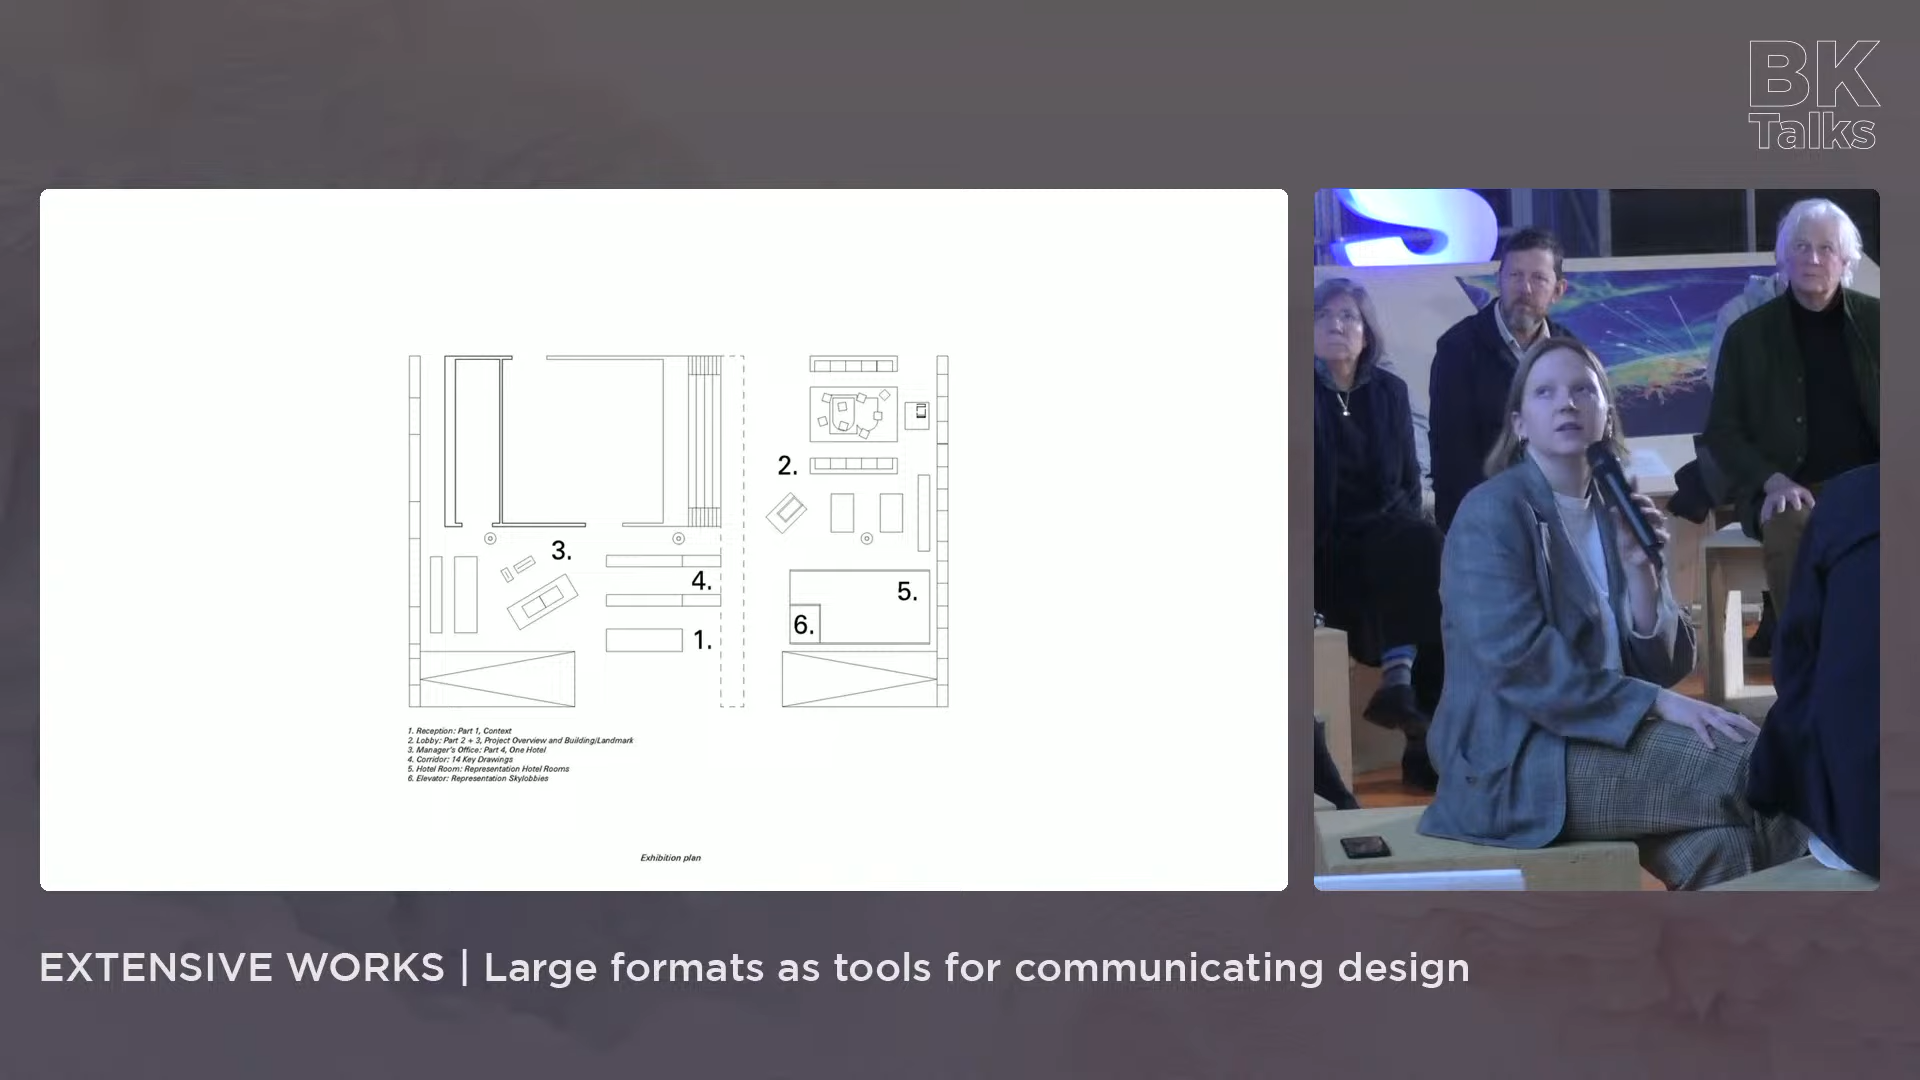 BK
Talks
S
2.
3.
4.
5.
6.
1.
1. Reception: Part 1, Context
2. Lobby: Part 2 + 3, Project Overview and Building/Landmark
3. Manager's Office: Part 4, One Hotel
4. Corridor: 14 Key Drawings
5. Hotel Room: Representation Hotel Rooms
6. Elevator: Representation Skylobbies
Exhibition plan
EXTENSIVE WORKS | Large formats as tools for communicating design